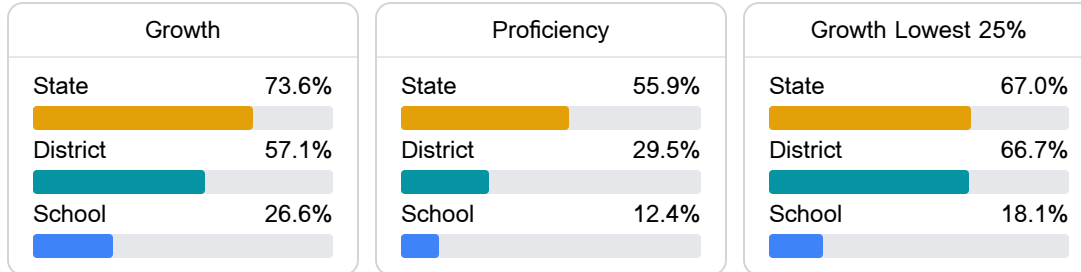 Growth
State 73.6%
District 57.1%
School 26.6%
Proficiency
State 55.9%
District 29.5%
School 12.4%
Growth Lowest 25%
State 67.0%
District 66.7%
School 18.1%